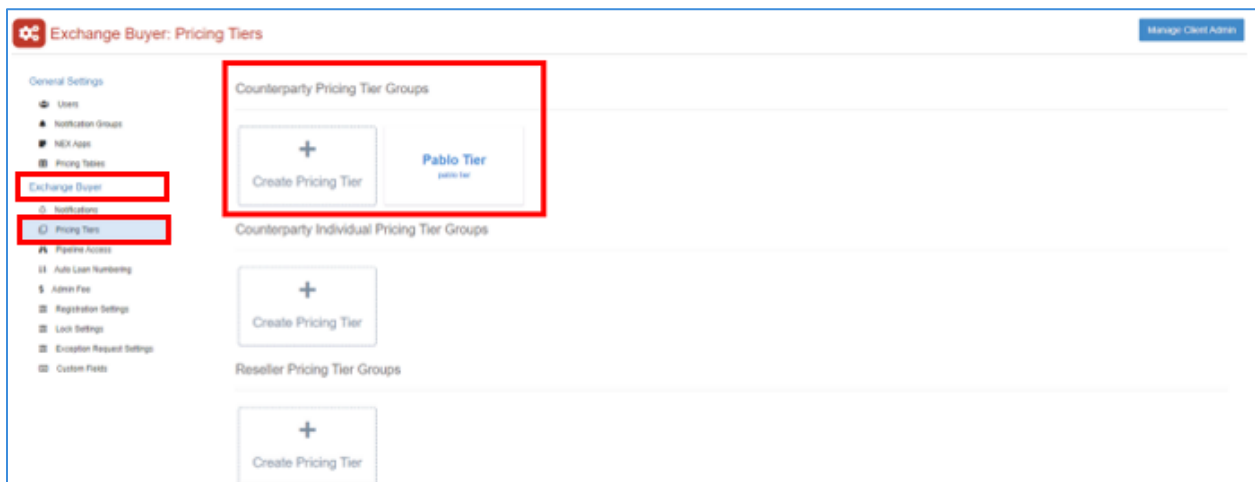 Exchange Buyer: Pricing Tiers
Manage Client Admin
General Settings
Users
Notification Groups
NEX Apps
Pricing Tables
Exchange Buyer
Notifications
Pricing Tiers
Pipeline Access
Auto Loan Numbering
$ Admin Fee
Registration Settings
Lock Settings
Exception Request Settings
Custom Fields
Counterparty Pricing Tier Groups
+
Create Pricing Tier
Pablo Tier
pablo tier
Counterparty Individual Pricing Tier Groups
+
Create Pricing Tier
Reseller Pricing Tier Groups
+
Create Pricing Tier